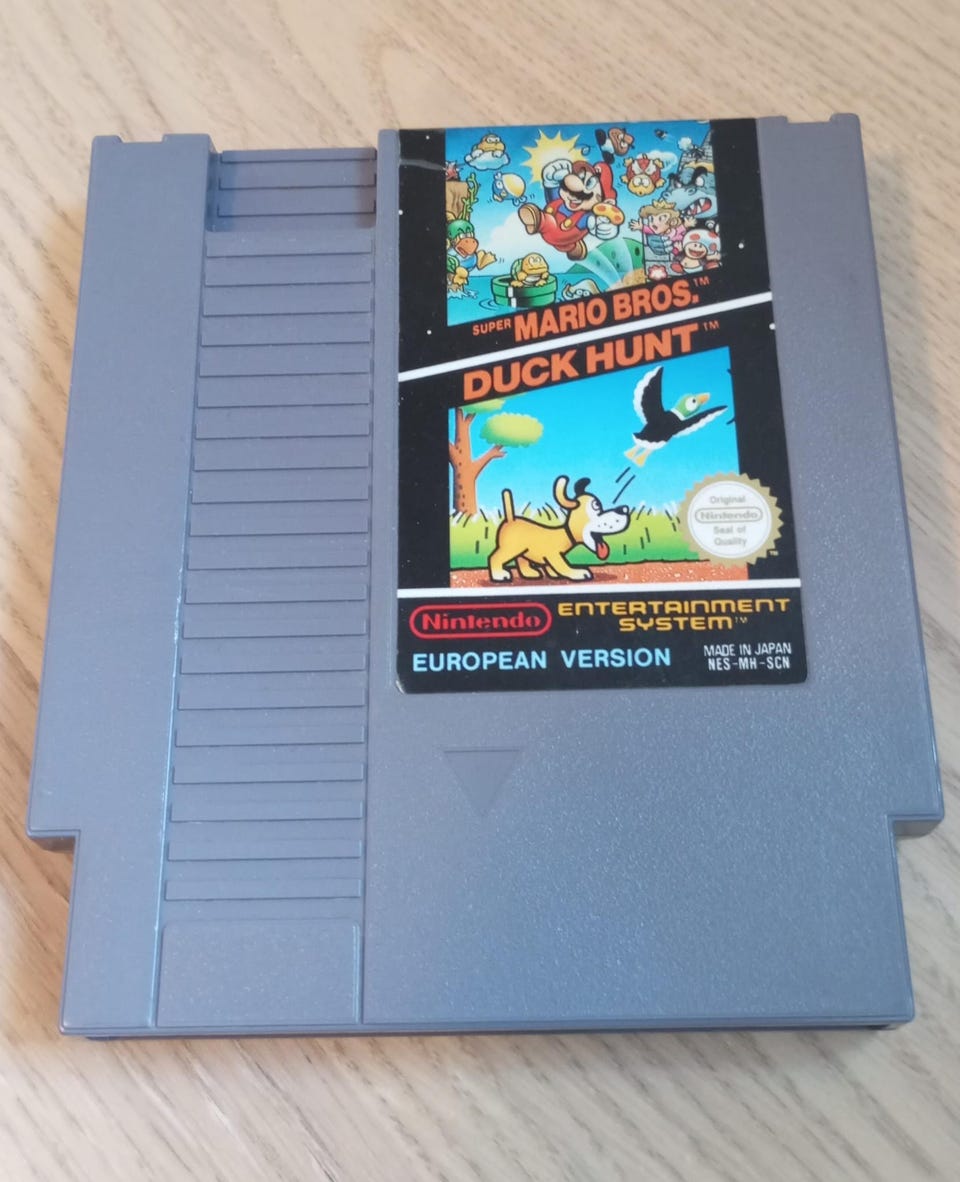 SUPER MARIO BROS.™
DUCK HUNT™
Original
Nintendo
Seal of
Quality
™
Nintendo
ENTERTAINMENT
SYSTEM™
EUROPEAN VERSION
MADE IN JAPAN
NES-MH-SCN